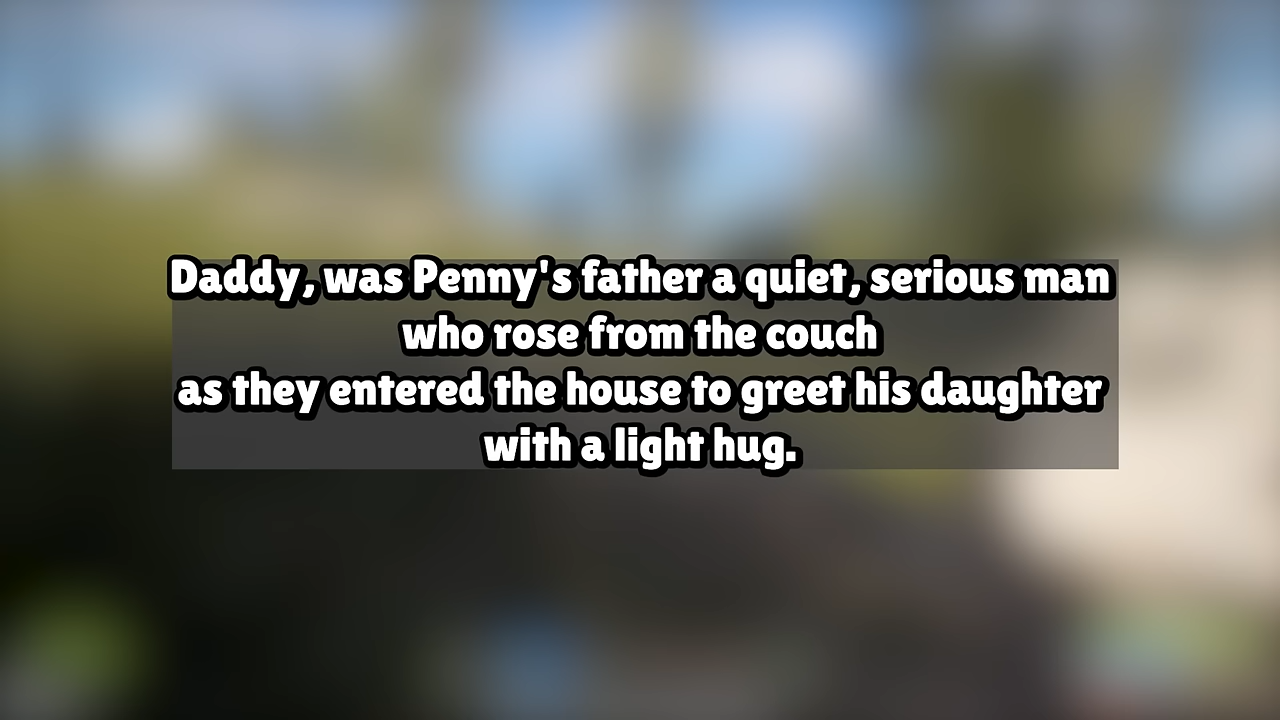 Daddy, was Penny's father a quiet, serious man
who rose from the couch
as they entered the house to greet his daughter
with a light hug.